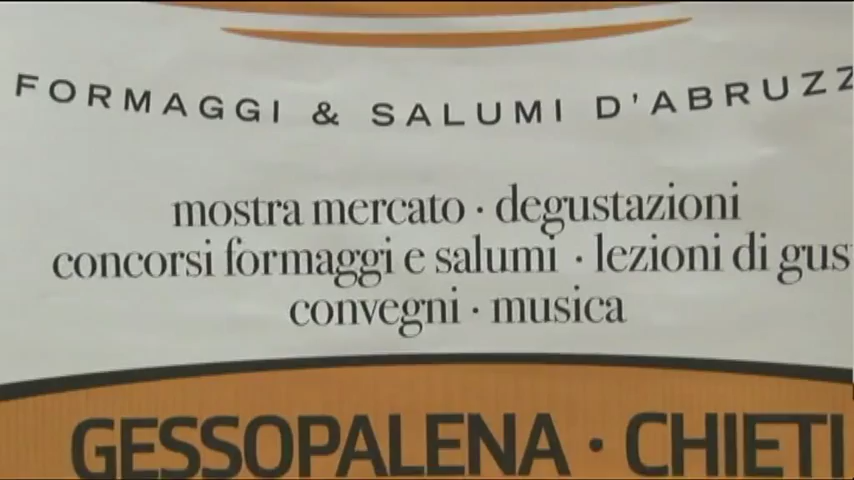 FORMAGGI & SALUMI D'ABRUZZ
mostra mercato · degustazioni
concorsi formaggi e salumi · lezioni di gus
convegni · musica
GESSOPALENA · CHIETI